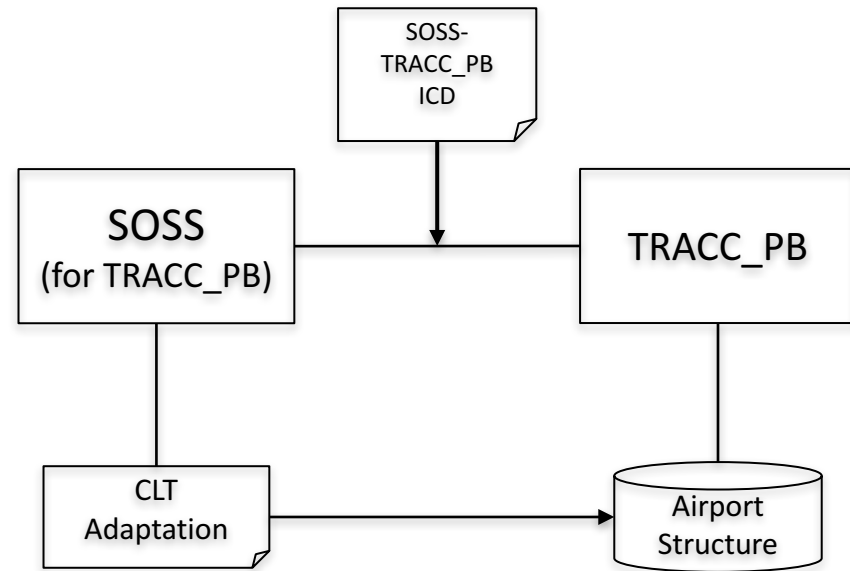 SOSS-
TRACC_PB
ICD
SOSS
(for TRACC_PB)
TRACC_PB
CLT
Adaptation
Airport
Structure